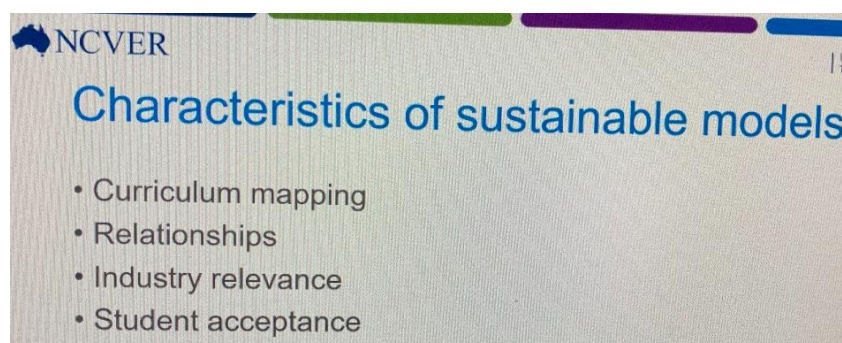 NCVER
Characteristics of sustainable models
• Curriculum mapping
• Relationships
• Industry relevance
• Student acceptance